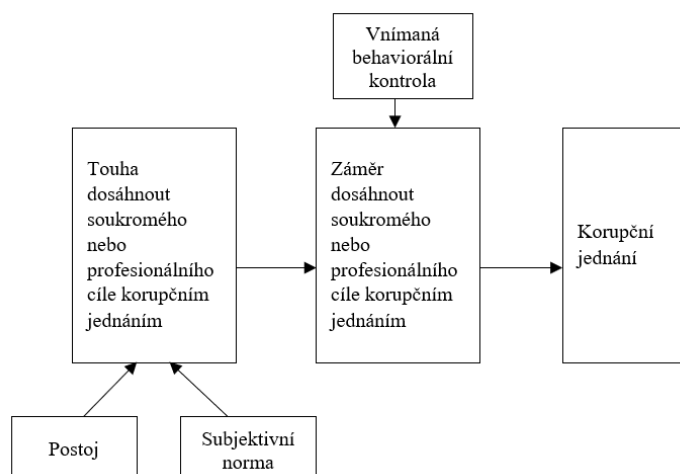 Vnímaná
behaviorální
kontrola
Touha
dosáhnout
soukromého
nebo
profesionálního
cíle korupčním
jednáním
Záměr
dosáhnout
soukromého
nebo
profesionálního
cíle korupčním
jednáním
Korupční
jednání
Postoj
Subjektivní
norma